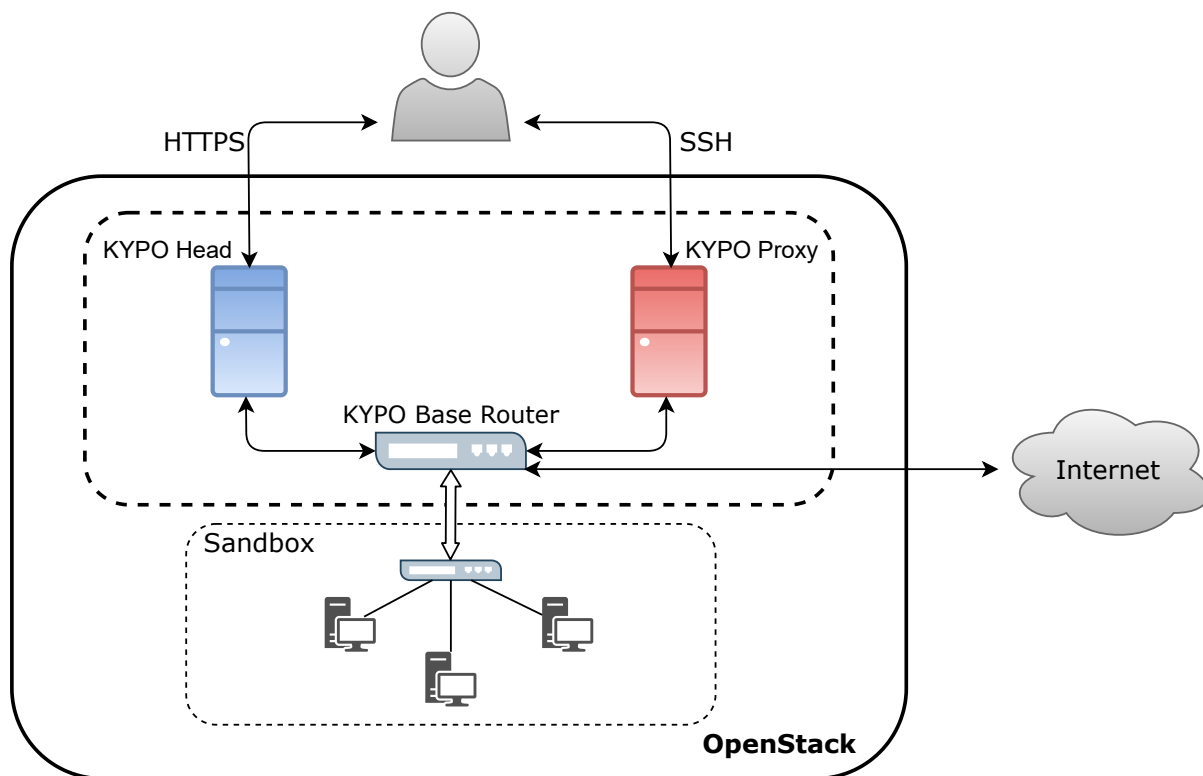 HTTPS
SSH
KYPO Head
KYPO Proxy
KYPO Base Router
Internet
Sandbox
OpenStack